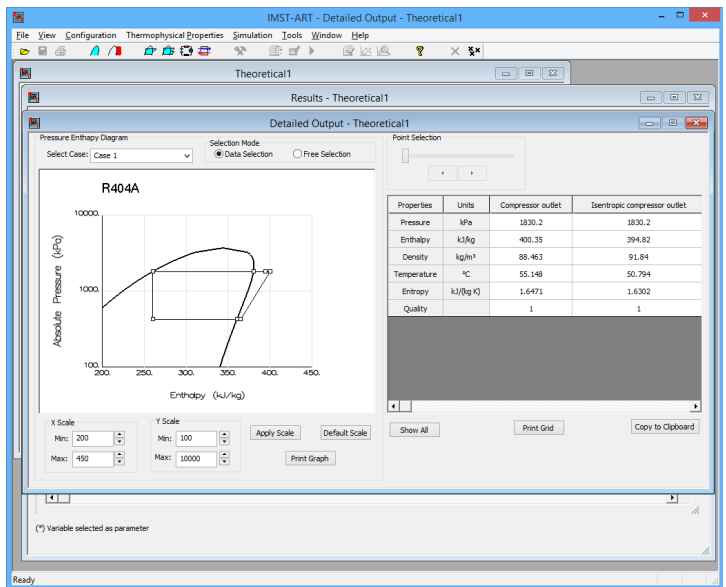 IMST-ART - Detailed Output - Theoretical1
File View Configuration Thermophysical Properties Simulation Tools Window Help
Theoretical1
Results - Theoretical1
Detailed Output - Theoretical1
Pressure Enthapy Diagram
Select Case: Case 1
Selection Mode
Data Selection Free Selection
Point Selection
R404A
10000.
1000.
100.
200. 250. 300. 350. 400. 450.
Absolute Pressure (kPa)
Enthalpy (kJ/kg)
Properties Units Compressor outlet Isentropic compressor outlet
Pressure kPa 1830.2 1830.2
Enthalpy kJ/kg 400.35 394.82
Density kg/m³ 88.463 91.84
Temperature ºC 55.148 50.794
Entropy kJ/(kg K) 1.6471 1.6302
Quality 1 1
X Scale
Min: 200
Max: 450
Y Scale
Min: 100
Max: 10000
Apply Scale Default Scale
Print Graph
Show All Print Grid Copy to Clipboard
(*) Variable selected as parameter
Ready